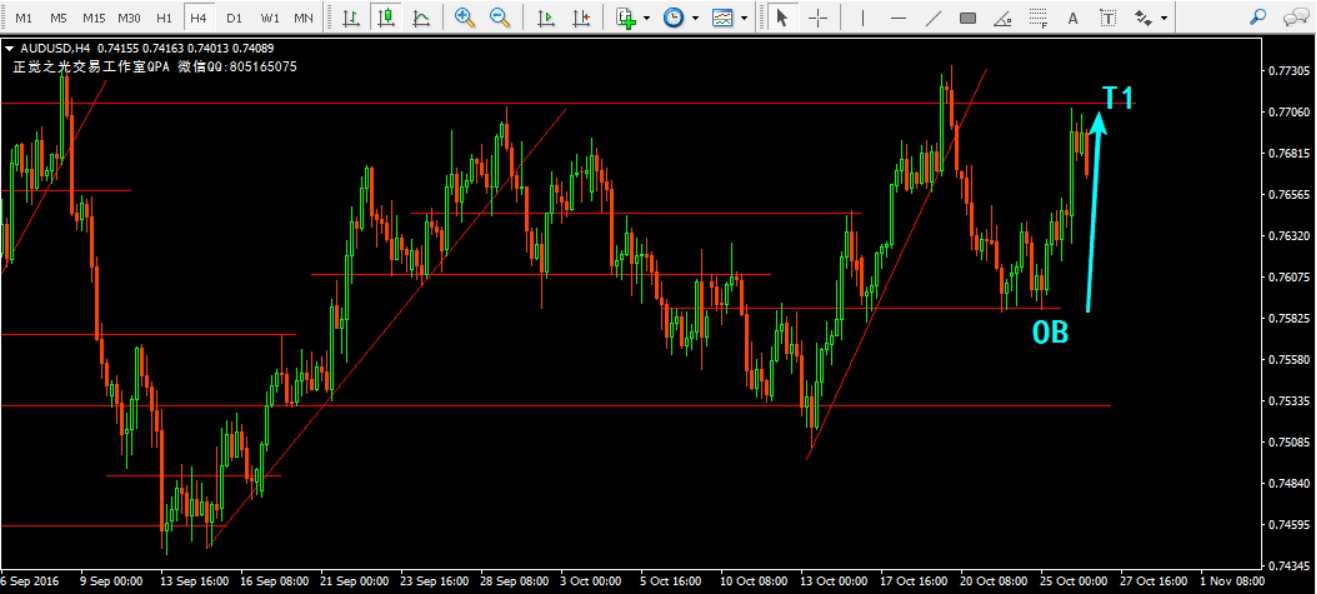 M1 M5 M15 M30 H1 H4 D1 W1 MN
A T F
AUDUSD,H4 0.74155 0.74163 0.74013 0.74089
正觉之光交易工作室QPA 微信QQ:805165075
0.77305
T1
0.77060
0.76815
0.76565
0.76320
0.76075
0.75825
OB
0.75580
0.75335
0.75085
0.74840
0.74595
0.74345
6 Sep 2016 9 Sep 00:00 13 Sep 16:00 16 Sep 08:00 21 Sep 00:00 23 Sep 16:00 28 Sep 08:00 3 Oct 00:00 5 Oct 16:00 10 Oct 08:00 13 Oct 00:00 17 Oct 16:00 20 Oct 08:00 25 Oct 00:00 27 Oct 16:00 1 Nov 08:00